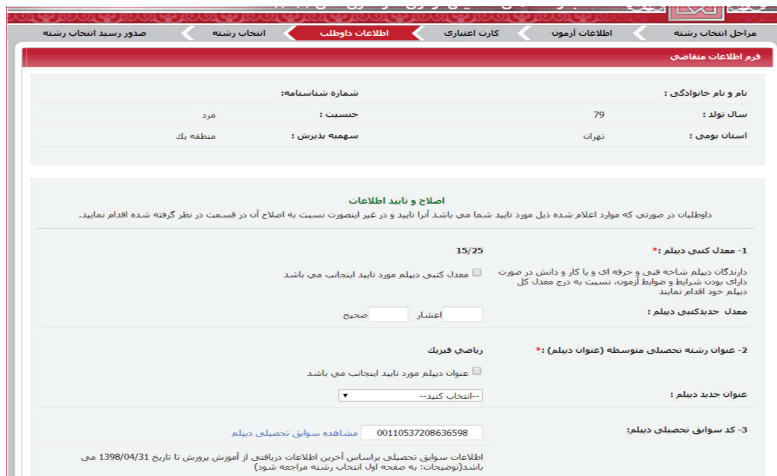 مراحل انتخاب رشته اطلاعات آزمون کارت اعتباری اطلاعات داوطلب انتخاب رشته صدور رسید انتخاب رشته
فرم اطلاعات متقاضی
نام و نام خانوادگی : شماره شناسنامه:
سال تولد : 79 جنسیت : مرد
استان بومی : تهران سهمیه پذیرش : منطقه یك
اصلاح و تایید اطلاعات
داوطلبان در صورتی که موارد اعلام شده ذیل مورد تایید شما می باشد آنرا تایید و در غیر اینصورت نسبت به اصلاح آن در قسمت در نظر گرفته شده اقدام نمایید.
1- معدل کتبی دیپلم :* 15/25
دارندگان دیپلم شاخه فنی و حرفه ای و یا کار و دانش در صورت معدل کتبی دیپلم مورد تایید اینجانب می باشد
دارای بودن شرایط و ضوابط آزمون، نسبت به درج معدل کل
دیپلم خود اقدام نمایند
معدل جدیدکتبی دیپلم : اعشار صحیح
2- عنوان رشته تحصیلی متوسطه (عنوان دیپلم) :* ریاضي فیزیك
عنوان دیپلم مورد تایید اینجانب می باشد
عنوان جدید دیپلم : --انتخاب کنید--
3- کد سوابق تحصیلی دیپلم: 00110537208636598 مشاهده سوابق تحصیلی دیپلم
اطلاعات سوابق تحصیلی براساس آخرین اطلاعات دریافتی از آموزش پرورش تا تاریخ 1398/04/31 می
باشد(توضیحات: به صفحه اول انتخاب رشته مراجعه شود)